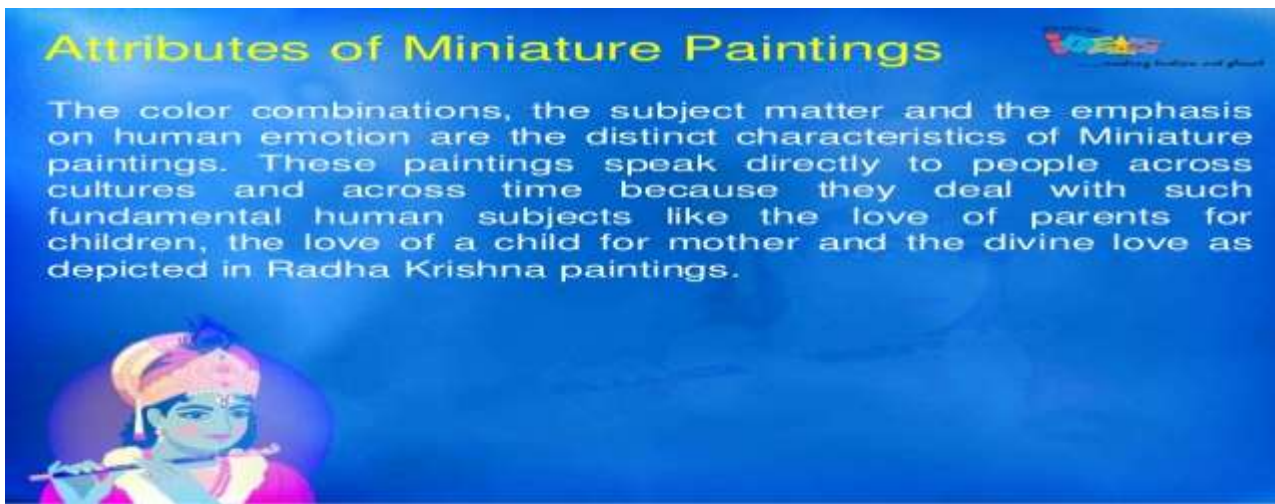 Attributes of Miniature Paintings
The color combinations, the subject matter and the emphasis
on human emotion are the distinct characteristics of Miniature
paintings. These paintings speak directly to people across
cultures and across time because they deal with such
fundamental human subjects like the love of parents for
children, the love of a child for mother and the divine love as
depicted in Radha Krishna paintings.